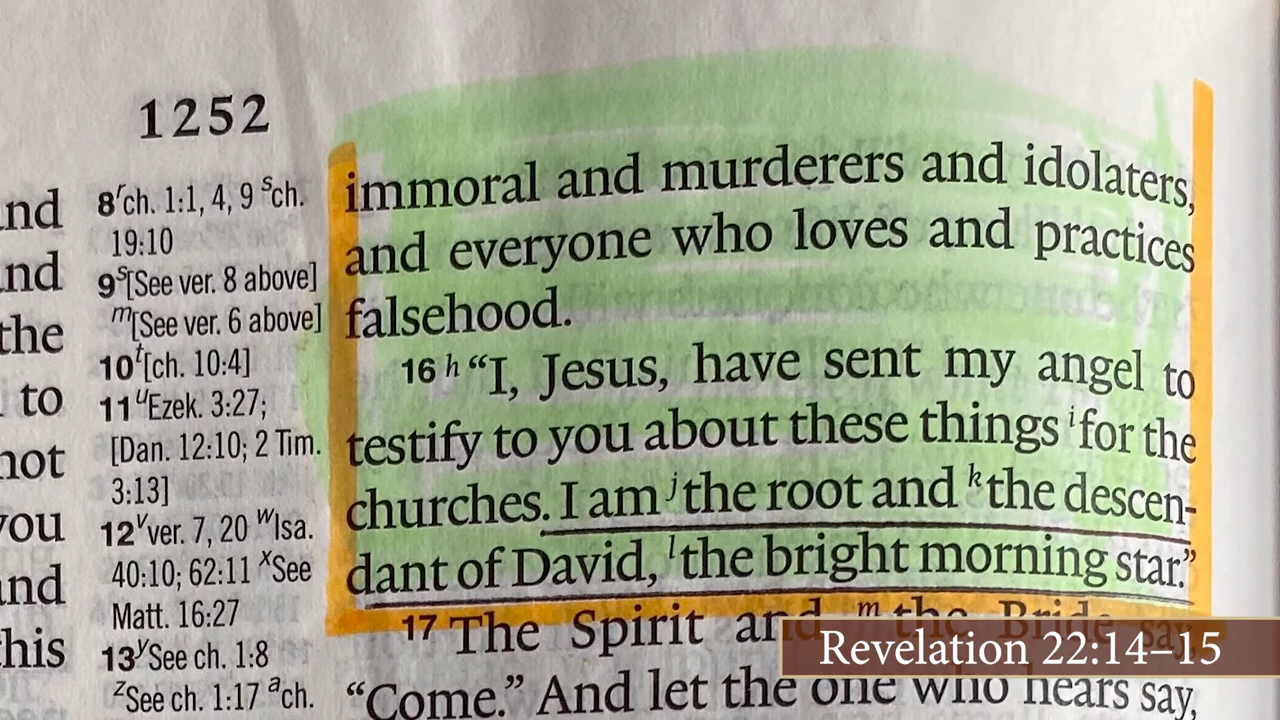 1252
nd
nd
the
to
not
you
and
this
8 r ch. 1:1, 4, 9 s ch.
19:10
9 s [See ver. 8 above]
m [See ver. 6 above]
10 t [ch. 10:4]
11 u Ezek. 3:27;
[Dan. 12:10; 2 Tim.
3:13]
12 v ver. 7, 20 w Isa.
40:10; 62:11 x See
Matt. 16:27
13 y See ch. 1:8
z See ch. 1:17 a ch.
immoral and murderers and idolaters,
and everyone who loves and practices
falsehood.
16 h “I, Jesus, have sent my angel to
testify to you about these things i for the
churches. I am j the root and k the descen-
dant of David, l the bright morning star.”
17 The Spirit and m the Bride say,
“Come.” And let the one who hears say,
Revelation 22:14–15